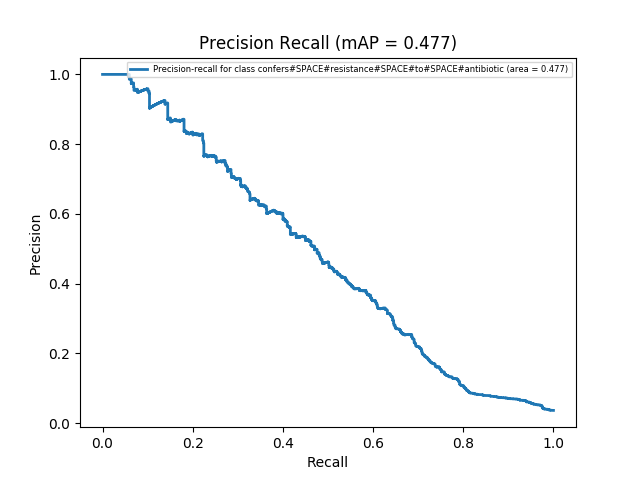 Precision Recall (mAP = 0.477)
Precision-recall for class confers#SPACE#resistance#SPACE#to#SPACE#antibiotic (area = 0.477)
1.0
0.8
0.6
0.4
0.2
0.0
Precision
0.0 0.2 0.4 0.6 0.8 1.0
Recall